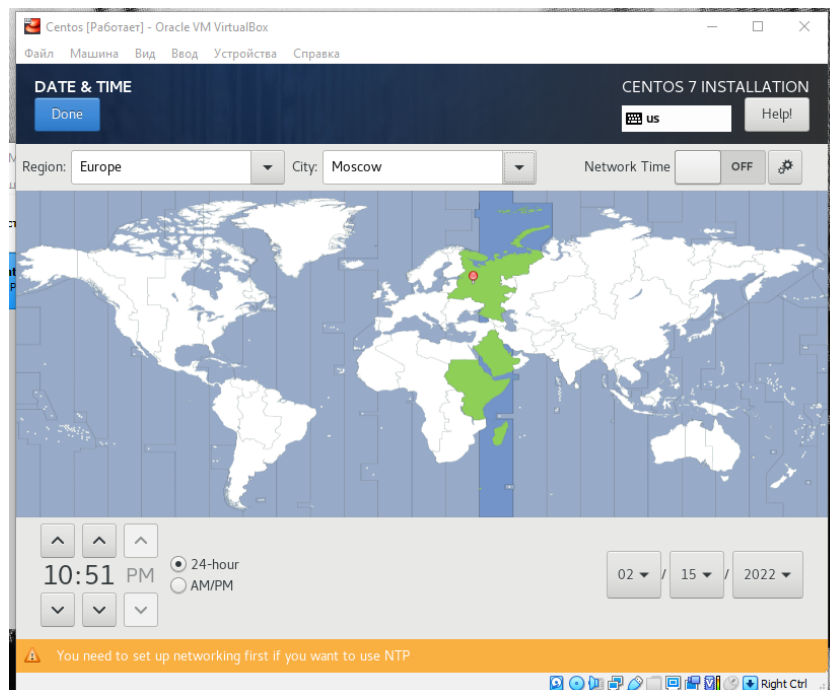 Centos [Работает] - Oracle VM VirtualBox
Файл Машина Вид Ввод Устройства Справка
DATE & TIME
CENTOS 7 INSTALLATION
Done
us
Help!
Region: Europe City: Moscow Network Time OFF
10:51 PM
24-hour
AM/PM
02 / 15 / 2022
You need to set up networking first if you want to use NTP
Right Ctrl